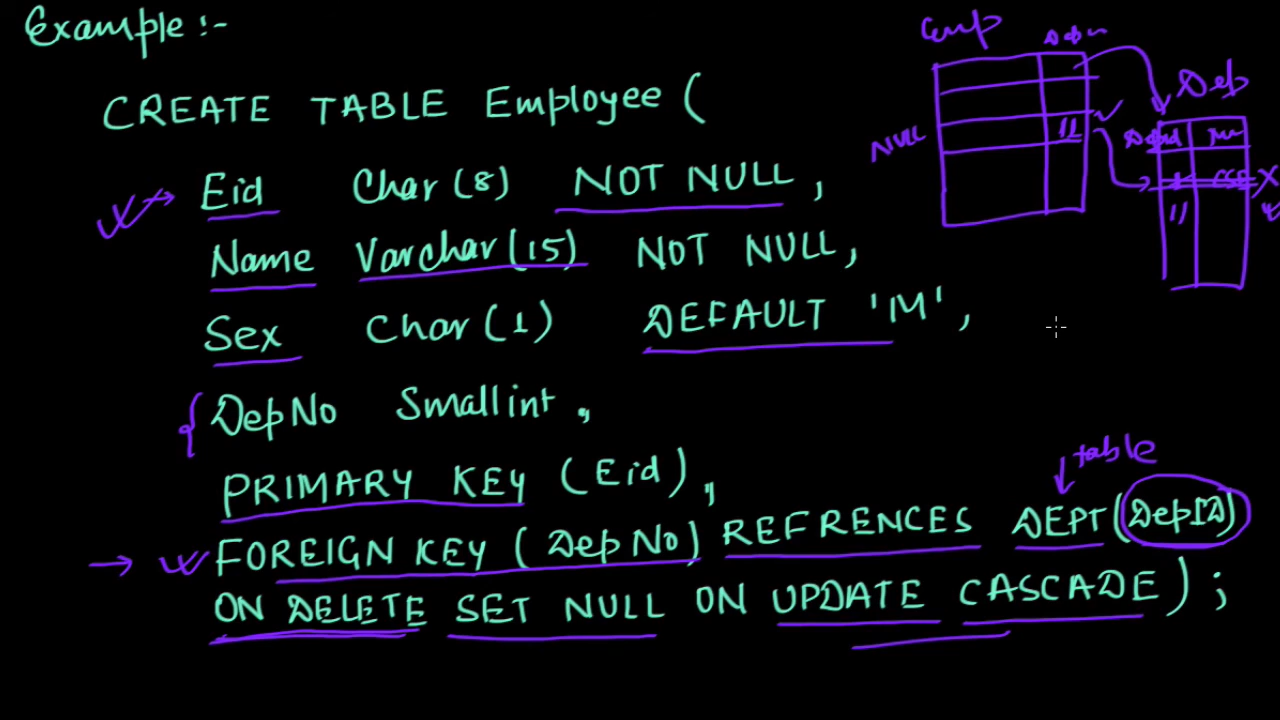 Example :-
CREATE TABLE Employee (
Eid Char (8) NOT NULL ,
Name Varchar (15) NOT NULL ,
Sex Char (1) DEFAULT 'M' ,
DepNo Smallint ,
PRIMARY KEY (Eid) ,
FOREIGN KEY ( DepNo ) REFRENCES DEPT ( DepID )
ON DELETE SET NULL ON UPDATE CASCADE ) ;
table
Emp
Dep
NULL
11
CSE
11